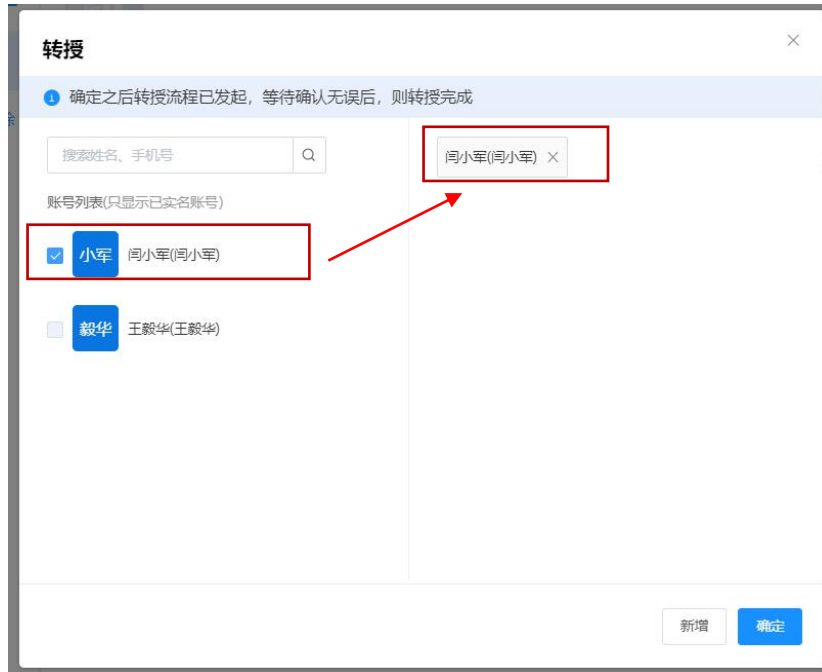 转授
确定之后转授流程已发起，等待确认无误后，则转授完成
搜索姓名、手机号
账号列表(只显示已实名账号)
小军 闫小军(闫小军)
毅华 王毅华(王毅华)
闫小军(闫小军)
新增 确定